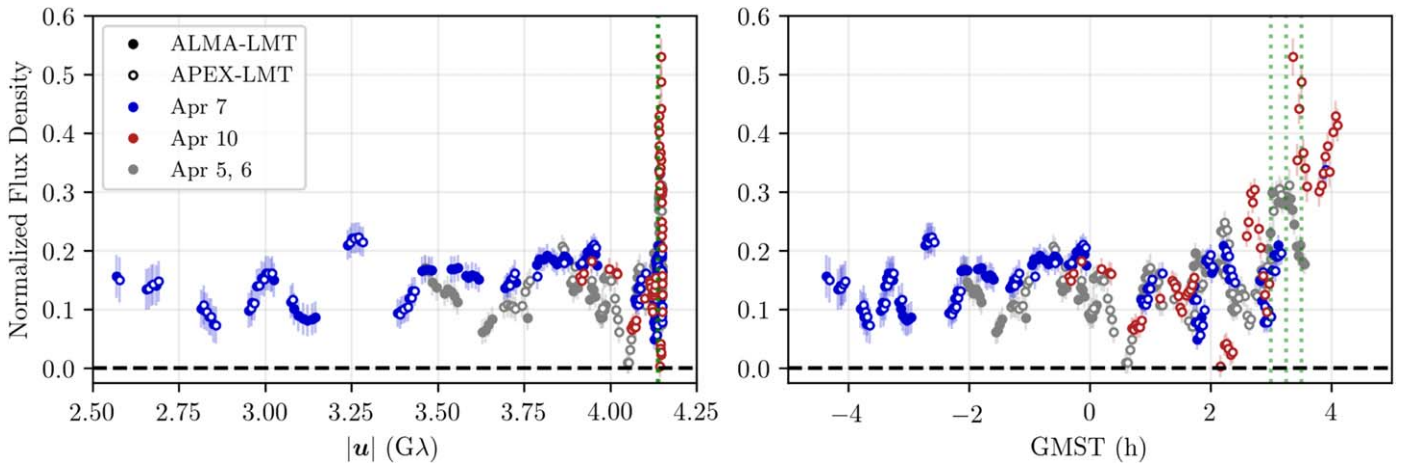 Normalized Flux Density
0.6
0.5
0.4
0.3
0.2
0.1
0.0
ALMA-LMT
APEX-LMT
Apr 7
Apr 10
Apr 5, 6
2.50 2.75 3.00 3.25 3.50 3.75 4.00 4.25
|u| (Gλ)
0.6
0.5
0.4
0.3
0.2
0.1
0.0
−4 −2 0 2 4
GMST (h)